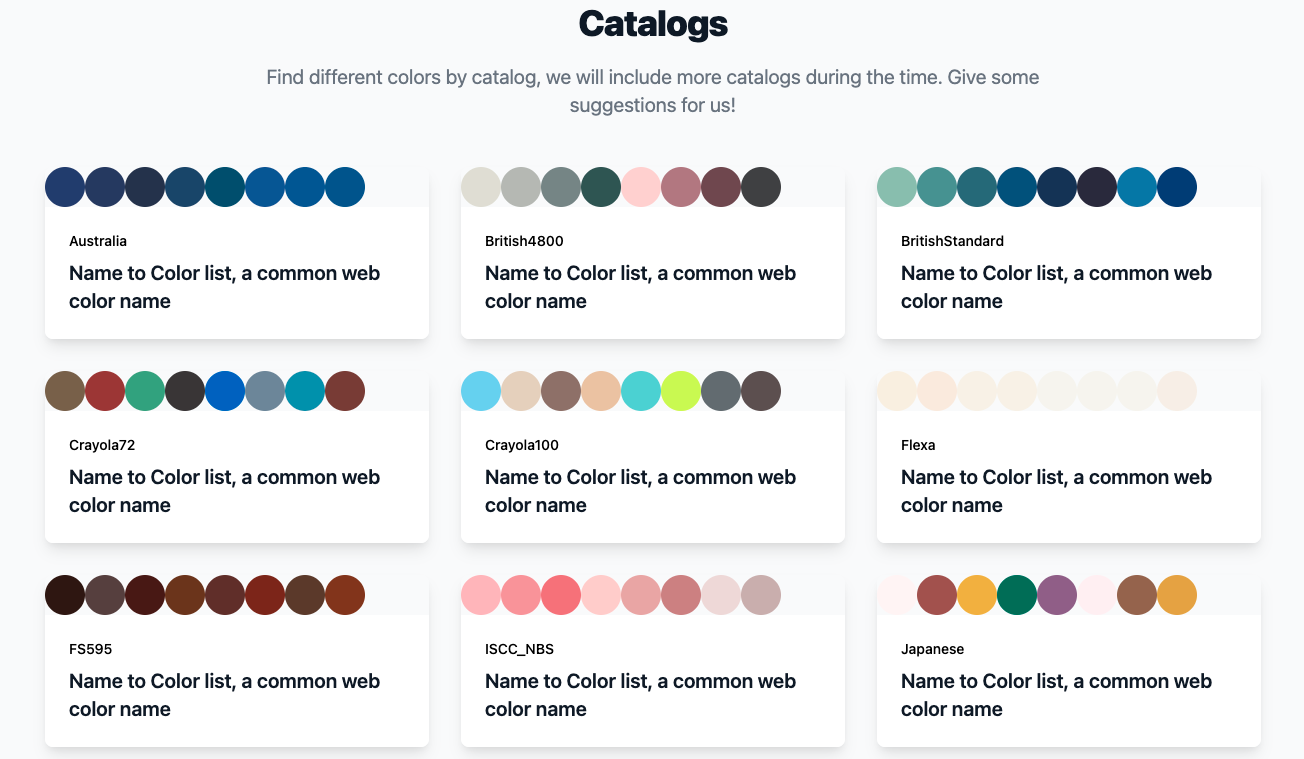 Catalogs
Find different colors by catalog, we will include more catalogs during the time. Give some
suggestions for us!
Australia
Name to Color list, a common web
color name
British4800
Name to Color list, a common web
color name
BritishStandard
Name to Color list, a common web
color name
Crayola72
Name to Color list, a common web
color name
Crayola100
Name to Color list, a common web
color name
Flexa
Name to Color list, a common web
color name
FS595
Name to Color list, a common web
color name
ISCC_NBS
Name to Color list, a common web
color name
Japanese
Name to Color list, a common web
color name